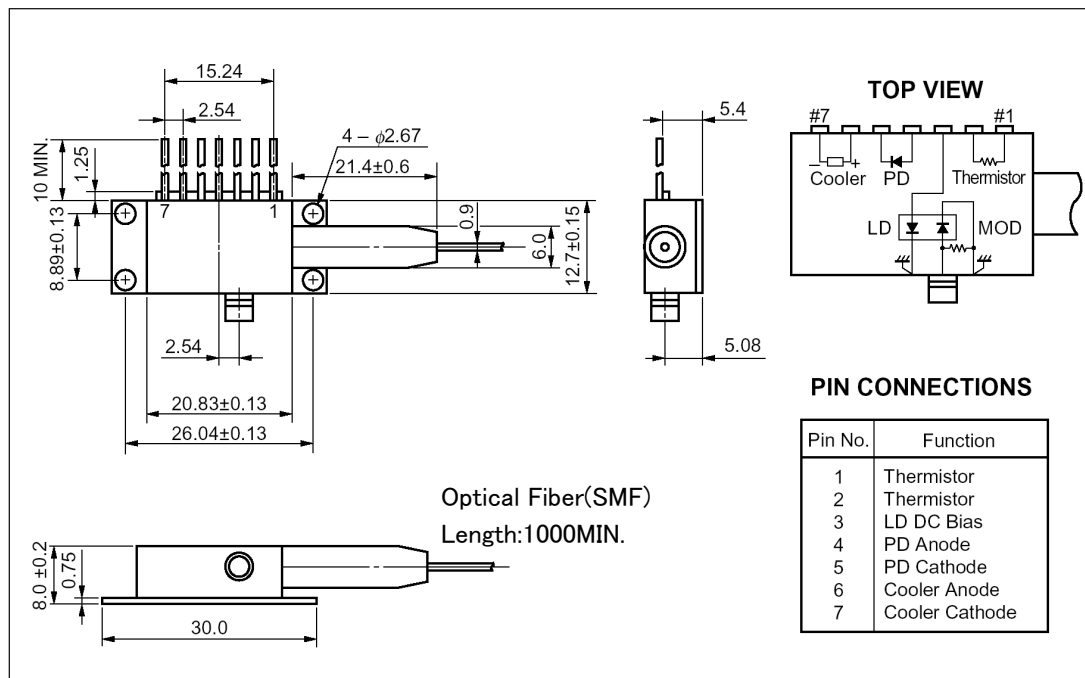 15.24
2.54
4 – ϕ2.67
10 MIN.
1.25
21.4±0.6
7
1
8.89±0.13
0.9
6.0
12.7±0.15
2.54
20.83±0.13
26.04±0.13
5.4
5.08
TOP VIEW
#7
#1
– +
Cooler
PD
Thermistor
LD
MOD
Optical Fiber(SMF)
Length:1000MIN.
8.0 ±0.2
0.75
30.0
PIN CONNECTIONS
Pin No. Function
1 Thermistor
2 Thermistor
3 LD DC Bias
4 PD Anode
5 PD Cathode
6 Cooler Anode
7 Cooler Cathode